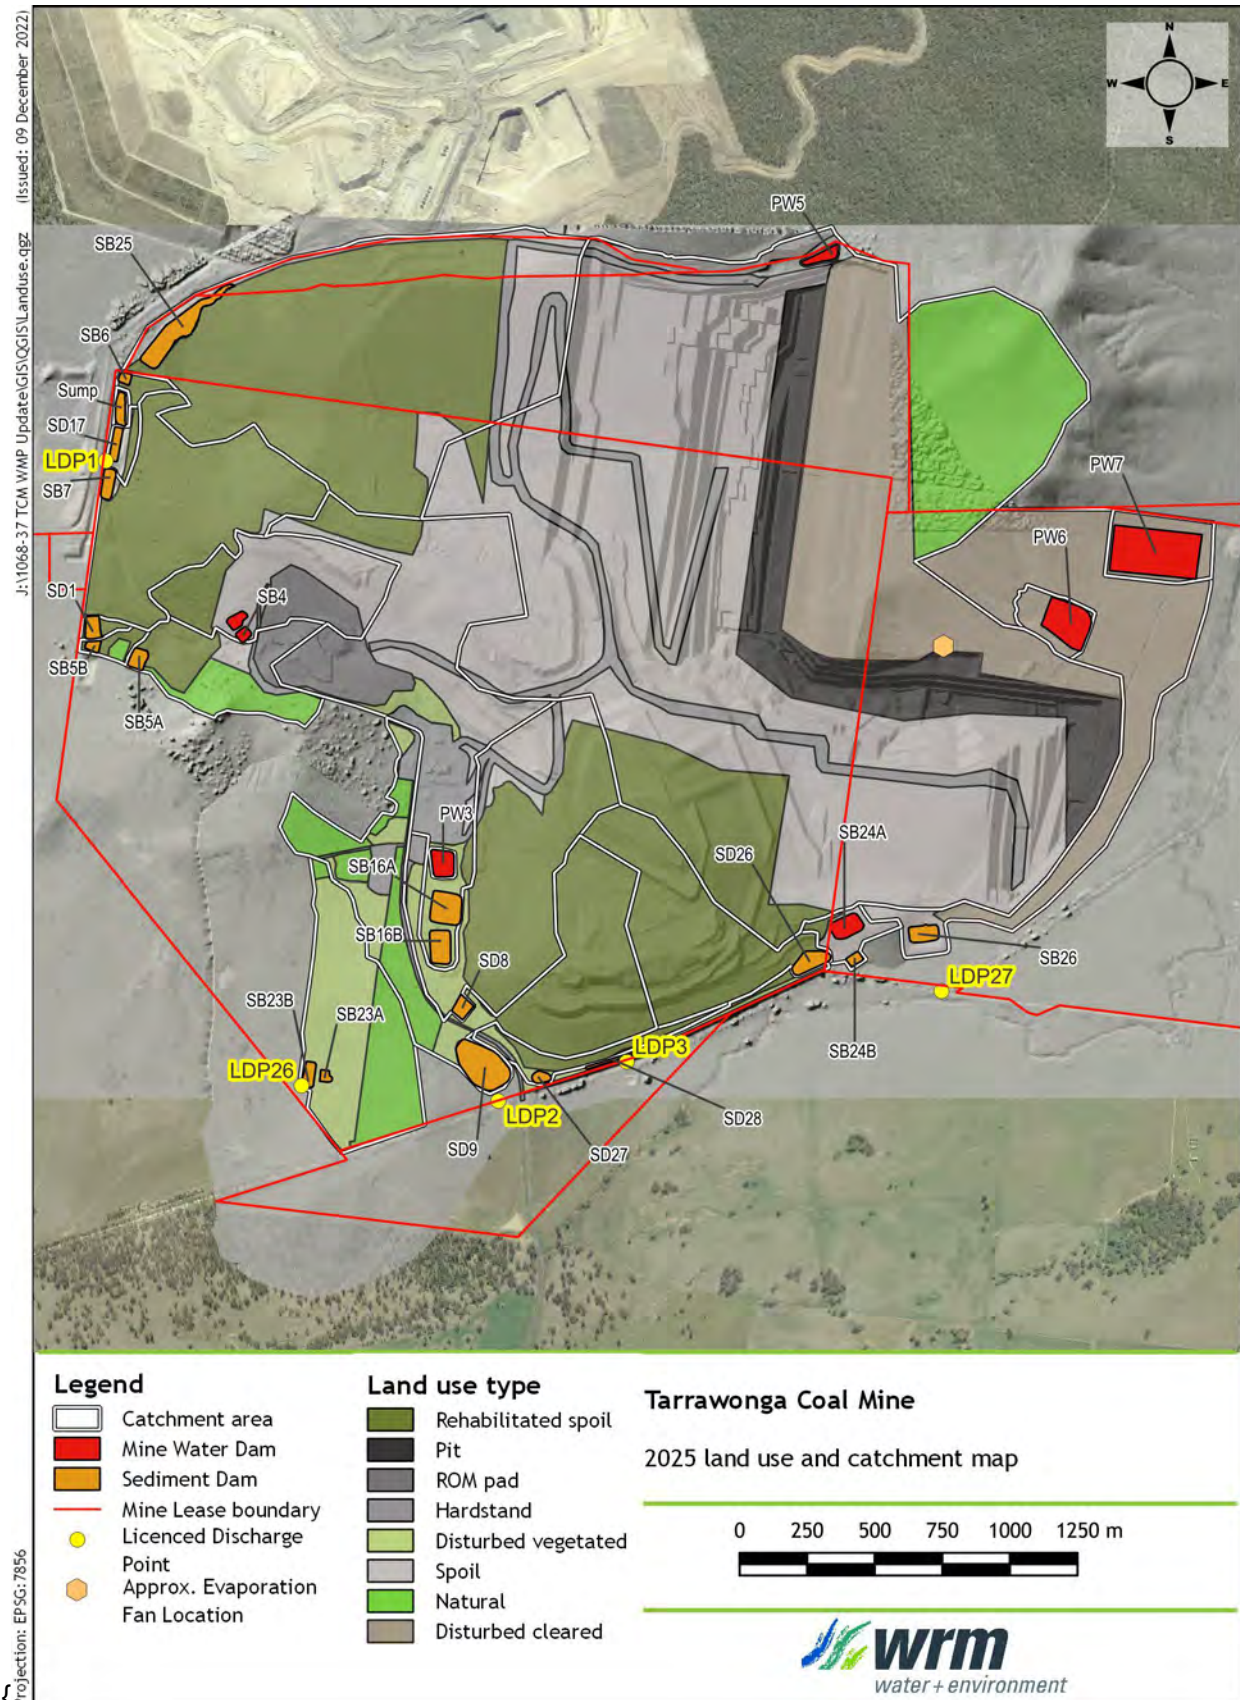 J:\1068-37 TCM WMP Update\GIS\QGIS\Landuse.qgz (Issued: 09 December 2022)
Projection: EPSG:7856
{
N
W
E
S
PW5
SB25
SB6
Sump
SD17
LDP1
SB7
PW7
PW6
SD1
SB4
SB5B
SB5A
PW3
SB16A
SB24A
SD26
SB16B
SD8
SB26
LDP27
SB23B
SB23A
SB24B
LDP26
LDP3
LDP2
SD28
SD9
SD27
Legend
Catchment area
Mine Water Dam
Sediment Dam
Mine Lease boundary
Licenced Discharge
Point
Approx. Evaporation
Fan Location
Land use type
Rehabilitated spoil
Pit
ROM pad
Hardstand
Disturbed vegetated
Spoil
Natural
Disturbed cleared
Tarrawonga Coal Mine
2025 land use and catchment map
0 250 500 750 1000 1250 m
wrm
water + environment